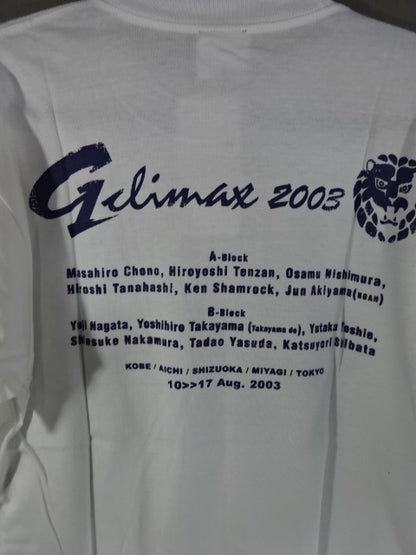 G1 Climax 2003
A-Block
Masahiro Chono, Hiroyoshi Tenzan, Osamu Nishimura,
Hiroshi Tanahashi, Ken Shamrock, Jun Akiyama(NOAH)
B-Block
Yuji Nagata, Yoshihiro Takayama (Takayama do), Yutaka Yoshie,
Shinsuke Nakamura, Tadao Yasuda, Katsuyori Shibata
KOBE / AICHI / SHIZUOKA / MIYAGI / TOKYO
10>>17 Aug. 2003